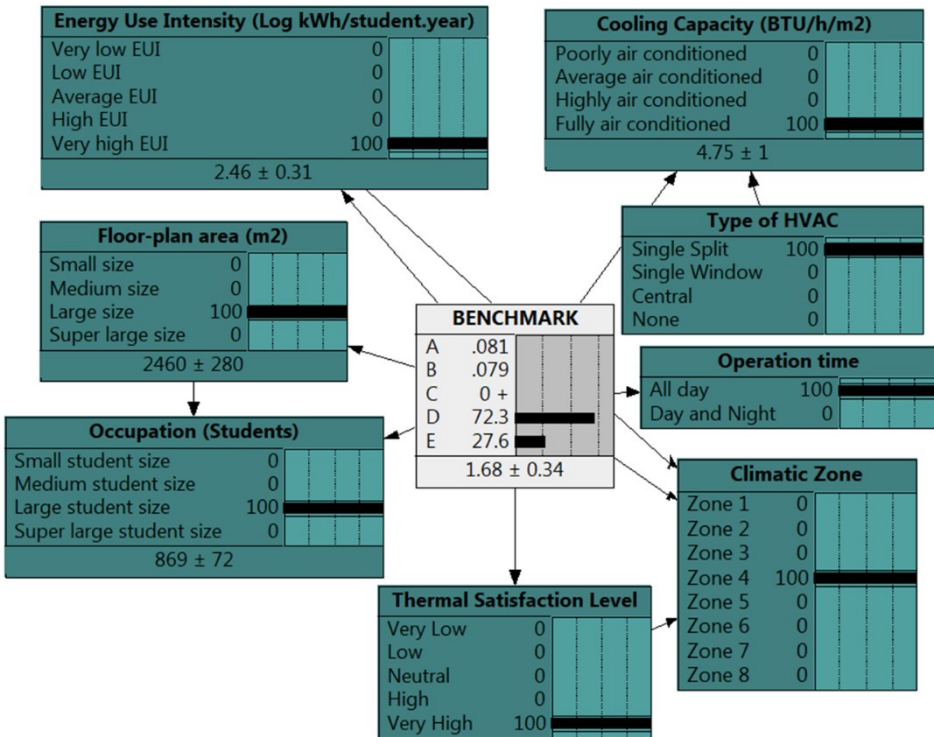 Energy Use Intensity (Log kWh/student.year)
Very low EUI 0
Low EUI 0
Average EUI 0
High EUI 0
Very high EUI 100
2.46 ± 0.31
Cooling Capacity (BTU/h/m2)
Poorly air conditioned 0
Average air conditioned 0
Highly air conditioned 0
Fully air conditioned 100
4.75 ± 1
Floor-plan area (m2)
Small size 0
Medium size 0
Large size 100
Super large size 0
2460 ± 280
Type of HVAC
Single Split 100
Single Window 0
Central 0
None 0
BENCHMARK
A .081
B .079
C 0 +
D 72.3
E 27.6
1.68 ± 0.34
Operation time
All day 100
Day and Night 0
Occupation (Students)
Small student size 0
Medium student size 0
Large student size 100
Super large student size 0
869 ± 72
Climatic Zone
Zone 1 0
Zone 2 0
Zone 3 0
Zone 4 100
Zone 5 0
Zone 6 0
Zone 7 0
Zone 8 0
Thermal Satisfaction Level
Very Low 0
Low 0
Neutral 0
High 0
Very High 100